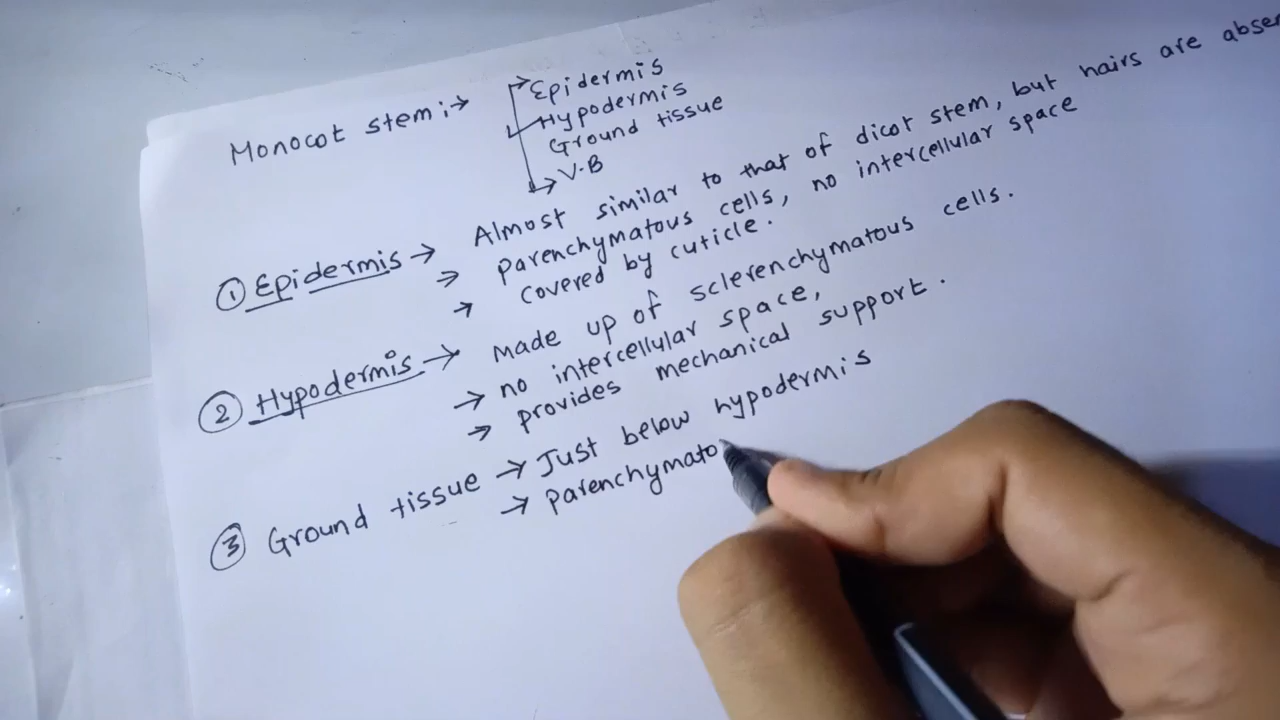 Monocot stem:→
→Epidermis
→Hypodermis
Ground tissue
→V.B
① Epidermis → Almost similar to that of dicot stem, but hairs are absen
→ parenchymatous cells, no intercellular space
→ covered by cuticle.
② Hypodermis → made up of sclerenchymatous cells.
→ no intercellular space,
→ provides mechanical support.
③ Ground tissue → Just below hypodermis
→ parenchymato